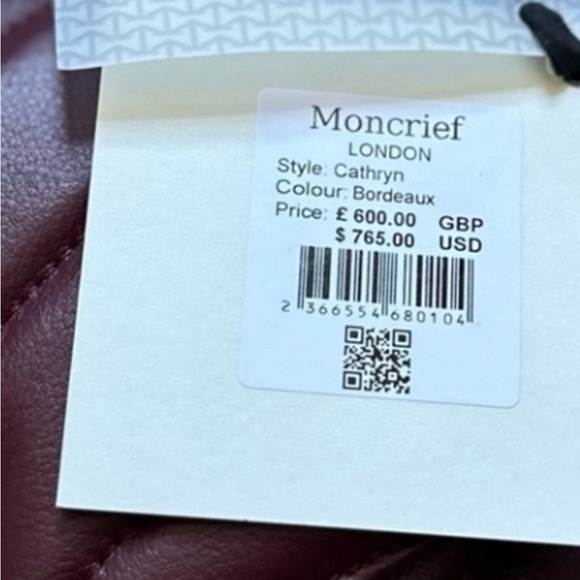 Moncrief
LONDON
Style: Cathryn
Colour: Bordeaux
Price: £ 600.00 GBP
$ 765.00 USD
2 366554 680104